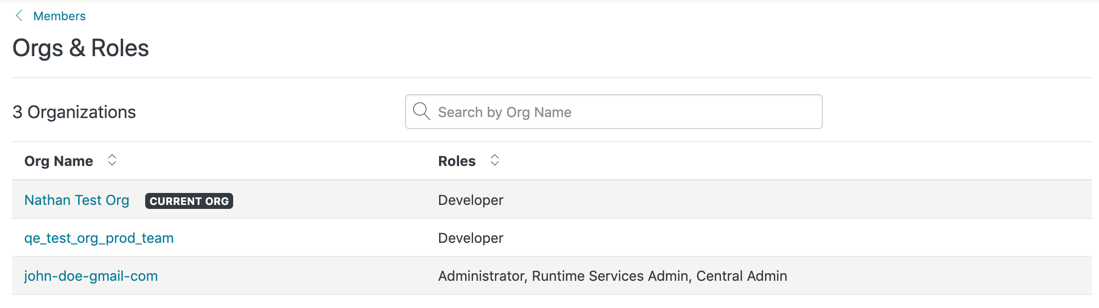 Members
Orgs & Roles
3 Organizations
Search by Org Name
Org Name Roles
Nathan Test Org CURRENT ORG Developer
qe_test_org_prod_team Developer
john-doe-gmail-com Administrator, Runtime Services Admin, Central Admin